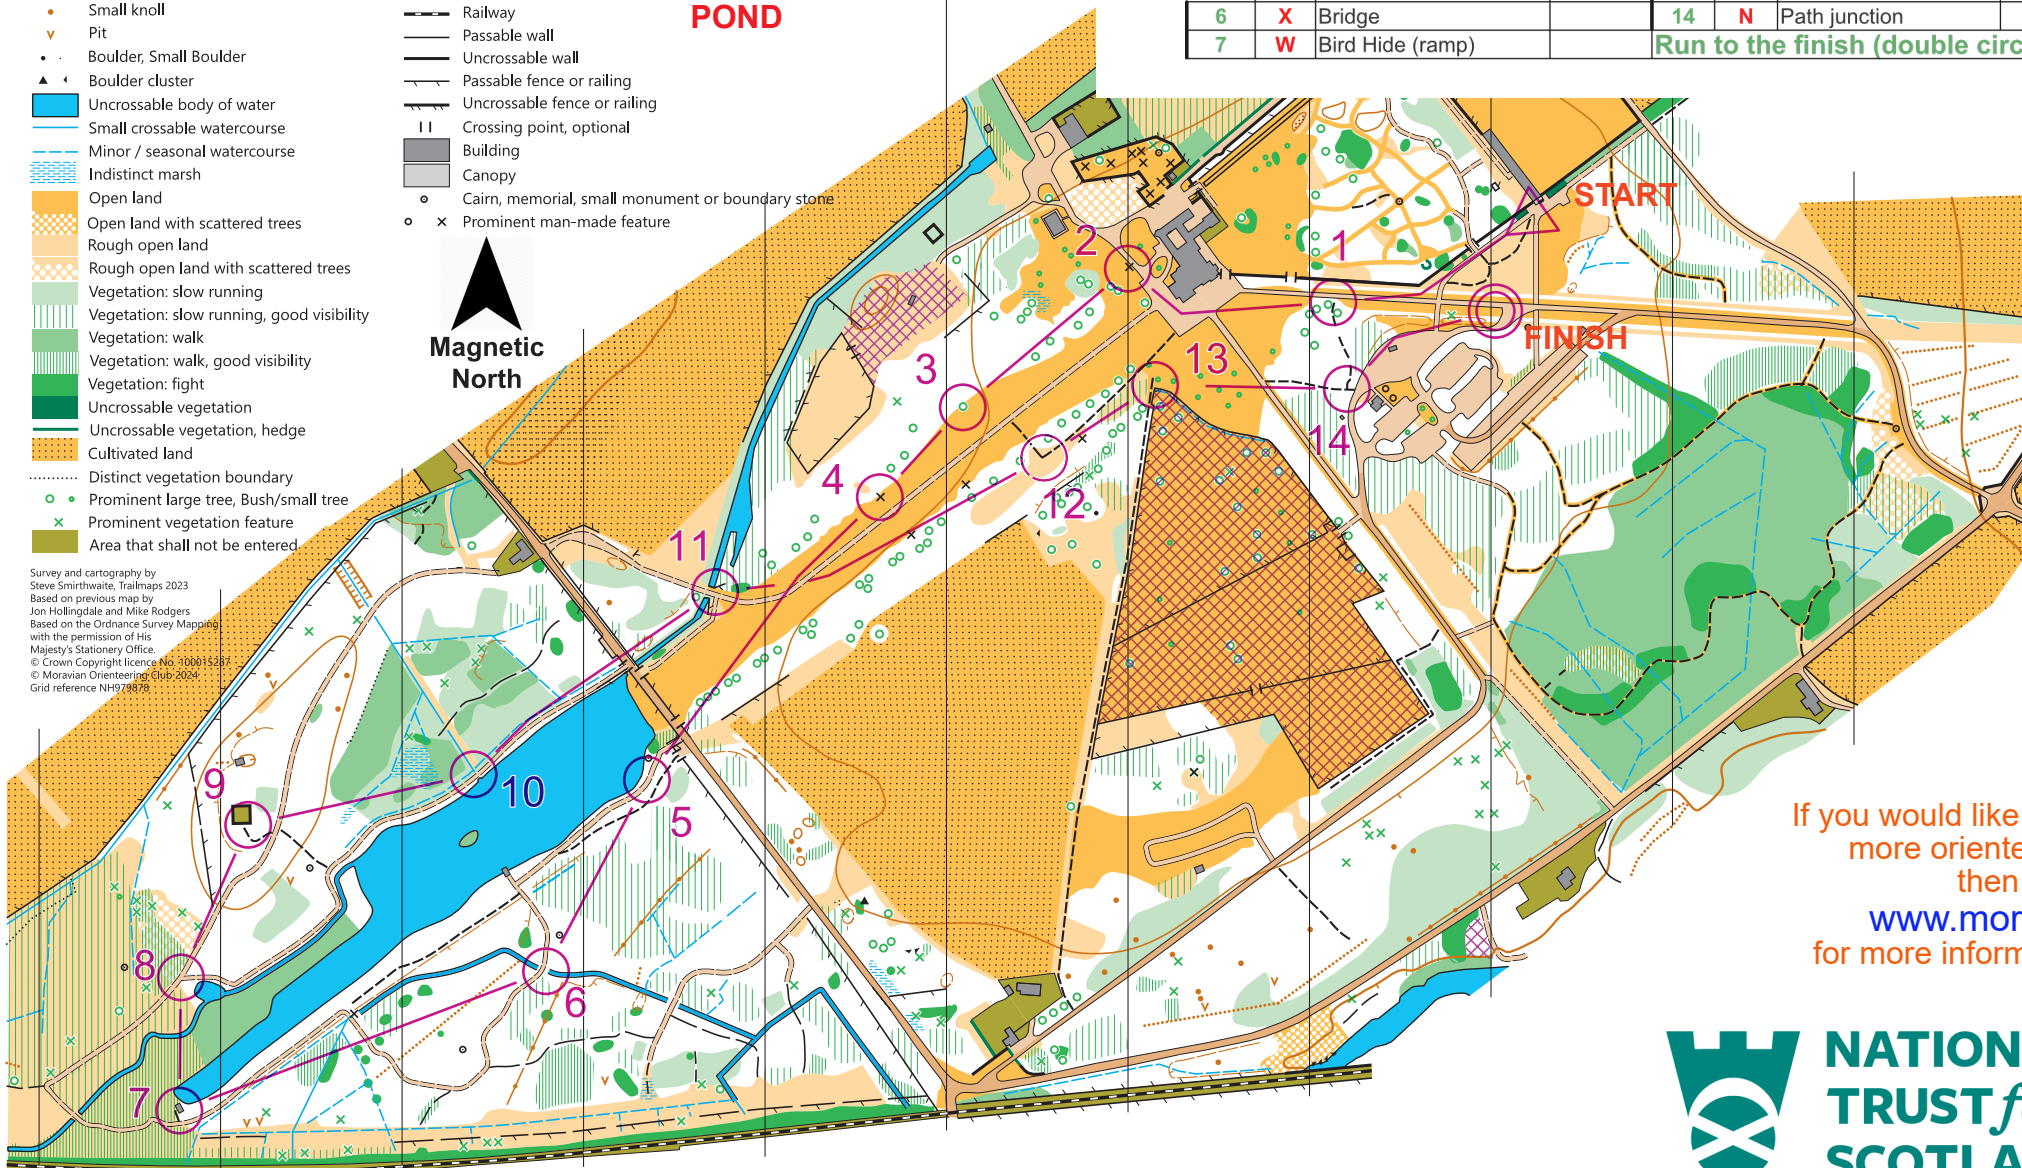 Small knoll
Pit
Boulder, Small Boulder
Boulder cluster
Uncrossable body of water
Small crossable watercourse
Minor / seasonal watercourse
Indistinct marsh
Open land
Open land with scattered trees
Rough open land
Rough open land with scattered trees
Vegetation: slow running
Vegetation: slow running, good visibility
Vegetation: walk
Vegetation: walk, good visibility
Vegetation: fight
Uncrossable vegetation
Uncrossable vegetation, hedge
Cultivated land
Distinct vegetation boundary
Prominent large tree, Bush/small tree
Prominent vegetation feature
Area that shall not be entered
Railway
Passable wall
Uncrossable wall
Passable fence or railing
Uncrossable fence or railing
Crossing point, optional
Building
Canopy
Cairn, memorial, small monument or boundary stone
Prominent man-made feature
Magnetic
North
Survey and cartography by
Steve Smirthwaite, Trailmaps 2023
Based on previous map by
Jon Hollingdale and Mike Rodgers
Based on the Ordnance Survey Mapping
with the permission of His
Majesty's Stationery Office.
© Crown Copyright licence No. 100015287
© Moravian Orienteering Club 2024
Grid reference NH979878
POND
6 X Bridge 14 N Path junction
7 W Bird Hide (ramp) Run to the finish (double circ
START
1
2
FINISH
3
13
4
14
12
11
9
10
5
8
6
7
If you would like
more oriente
then
www.mor
for more inform
NATION
TRUST f
SCOTLA